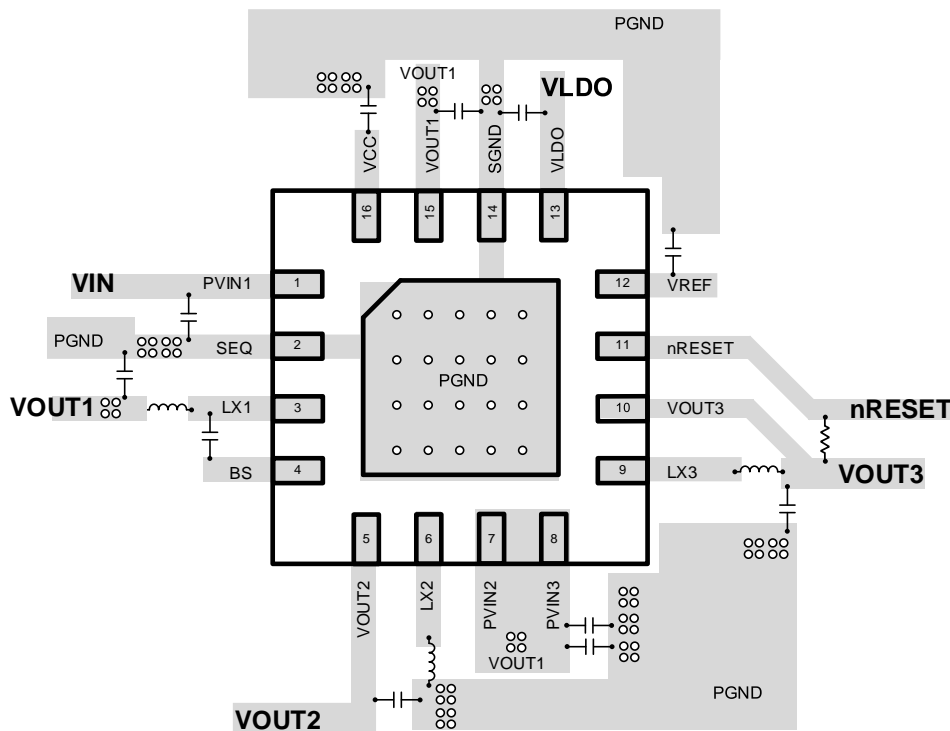 PGND
VOUT1
VLDO
VCC
VOUT1
SGND
VLDO
16
15
14
13
VIN
PVIN1
1
12
VREF
PGND
SEQ
2
11
nRESET
PGND
VOUT1
LX1
3
10
VOUT3
nRESET
BS
4
9
LX3
VOUT3
5
6
7
8
VOUT2
LX2
PVIN2
PVIN3
VOUT1
PGND
VOUT2